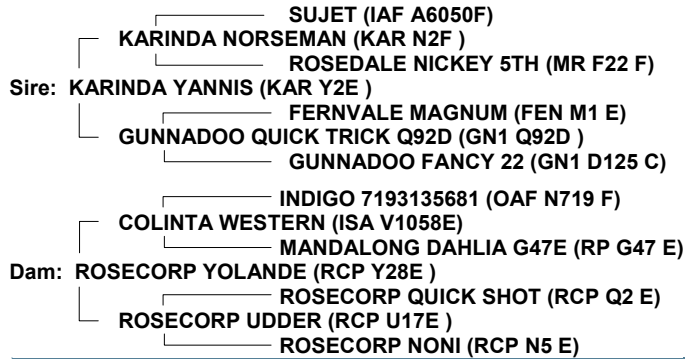 SUJET (IAF A6050F)
KARINDA NORSEMAN (KAR N2F )
ROSEDALE NICKEY 5TH (MR F22 F)
Sire: KARINDA YANNIS (KAR Y2E )
FERNVALE MAGNUM (FEN M1 E)
GUNNADOO QUICK TRICK Q92D (GN1 Q92D )
GUNNADOO FANCY 22 (GN1 D125 C)
INDIGO 7193135681 (OAF N719 F)
COLINTA WESTERN (ISA V1058E)
MANDALONG DAHLIA G47E (RP G47 E)
Dam: ROSECORP YOLANDE (RCP Y28E )
ROSECORP QUICK SHOT (RCP Q2 E)
ROSECORP UDDER (RCP U17E )
ROSECORP NONI (RCP N5 E)